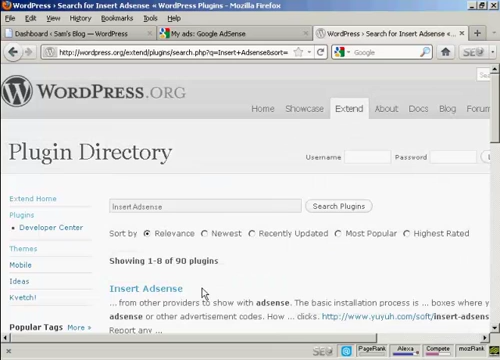 WordPress › Search for Insert Adsense « WordPress Plugins - Mozilla Firefox
File Edit View History Bookmarks Tools Help
Dashboard ‹ Sam's Blog — WordPress
My ads: Google AdSense
WordPress › Search for Insert Adsense « ...
http://wordpress.org/extend/plugins/search.php?q=Insert+Adsense&sort=
Google
SEO
WORDPRESS.ORG
Home Showcase Extend About Docs Blog Forum
Plugin Directory
Username Password
Extend Home
Plugins
Developer Center
Themes
Mobile
Ideas
Kvetch!
Popular Tags More »
Insert Adsense
Search Plugins
Sort by Relevance Newest Recently Updated Most Popular Highest Rated
Showing 1-8 of 90 plugins
Insert Adsense
... from other providers to show with adsense. The basic installation process is ... boxes where y
adsense or other advertisement codes. How ... clicks. http://www.yuyuh.com/soft/insert-adsens
Report any ...
Done
SEO PageRank Alexa Compete mozRank